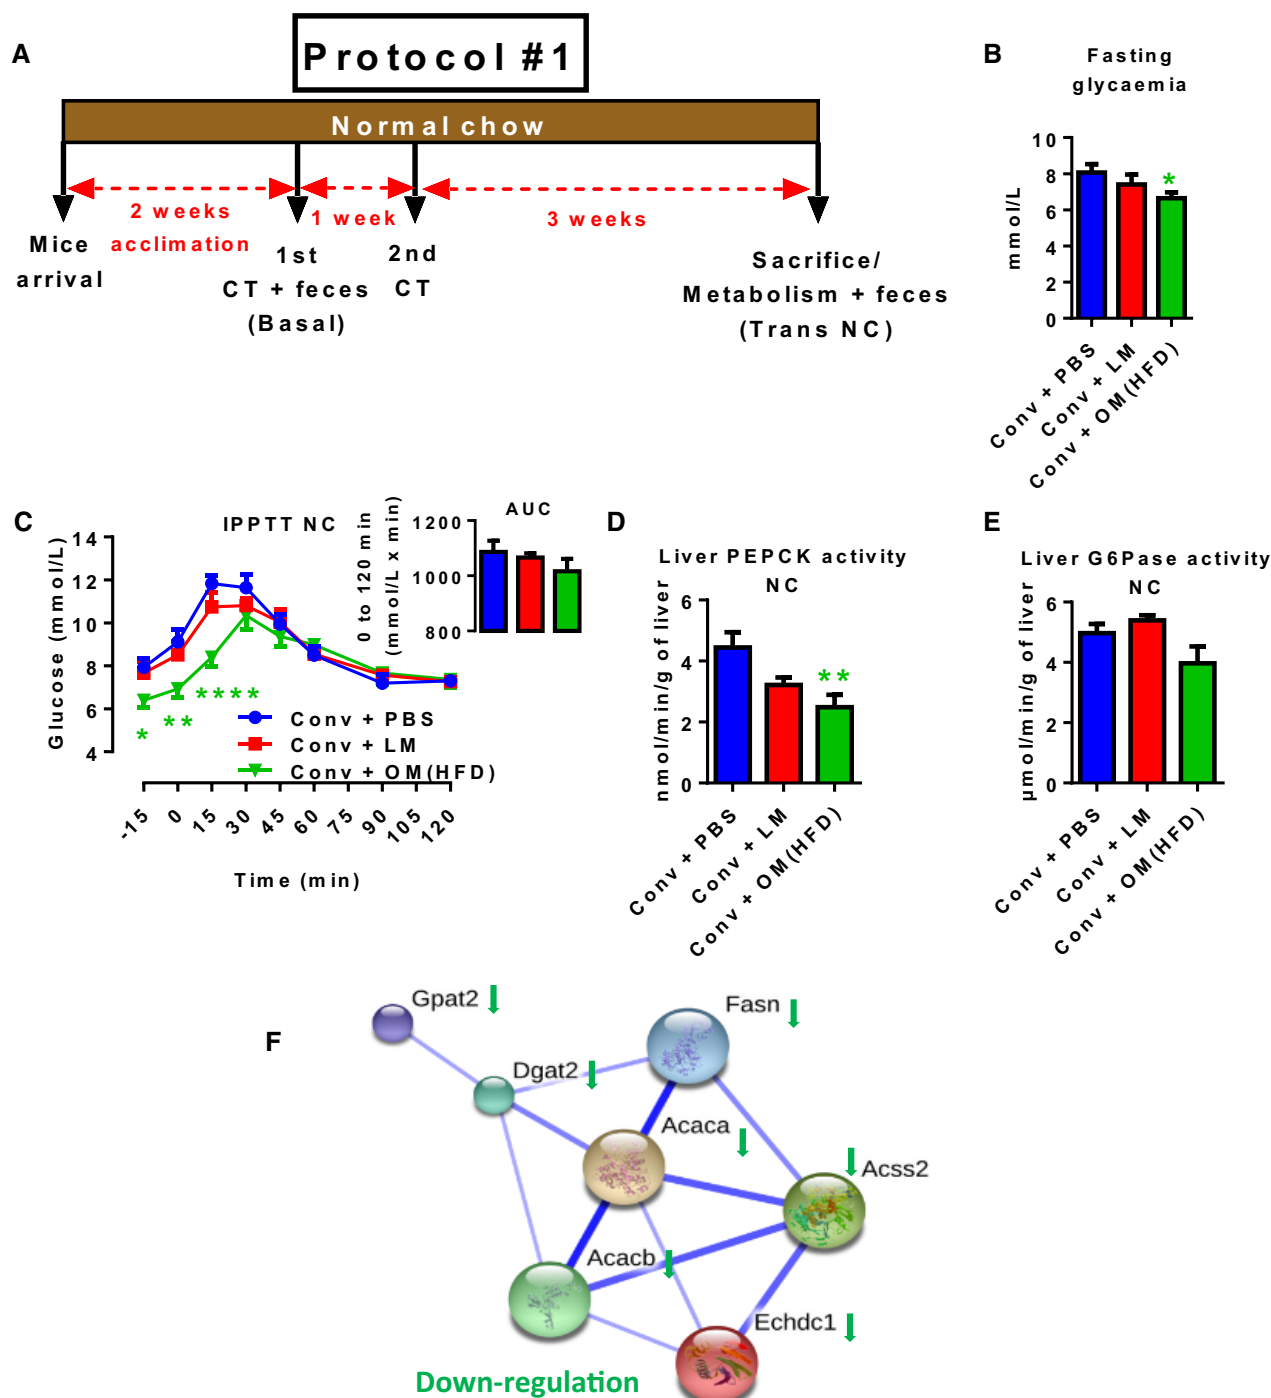 A
Protocol #1
Normal chow
2 weeks
acclimation
1 week
3 weeks
Mice
arrival
1st
CT + feces
(Basal)
2nd
CT
Sacrifice/
Metabolism + feces
(Trans NC)
B
Fasting
glycaemia
mmol/L
10
8
6
4
2
0
*
Conv + PBS
Conv + LM
Conv + OM(HFD)
C
IPPTT NC
Glucose (mmol/L)
14
12
10
8
6
4
*
**
****
Conv + PBS
Conv + LM
Conv + OM(HFD)
-15
0
15
30
45
60
90
105
120
Time (min)
AUC
0 to 120 min
(mmol/L x min)
1200
1000
800
D
Liver PEPCK activity
NC
nmol/min/g of liver
6
4
2
0
**
Conv + PBS
Conv + LM
Conv + OM(HFD)
E
Liver G6Pase activity
NC
µmol/min/g of liver
6
4
2
0
Conv + PBS
Conv + LM
Conv + OM(HFD)
F
Gpat2
Fasn
Dgat2
Acaca
Acss2
Acacb
Echdc1
Down-regulation